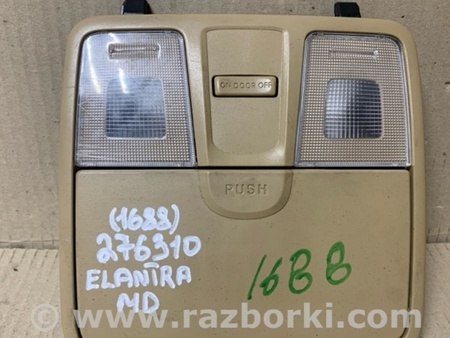 ON DOOR OFF
PUSH
(1688)
276310
ELANTRA
MD
1688
www.razborki.com